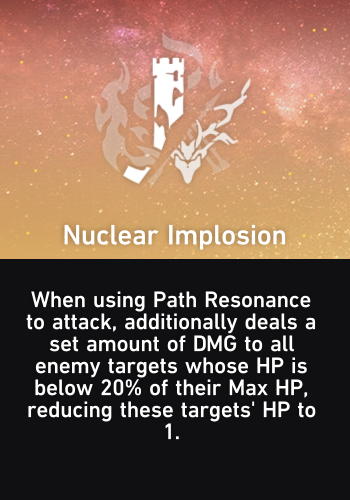 Nuclear Implosion
When using Path Resonance
to attack, additionally deals a
set amount of DMG to all
enemy targets whose HP is
below 20% of their Max HP,
reducing these targets' HP to
1.